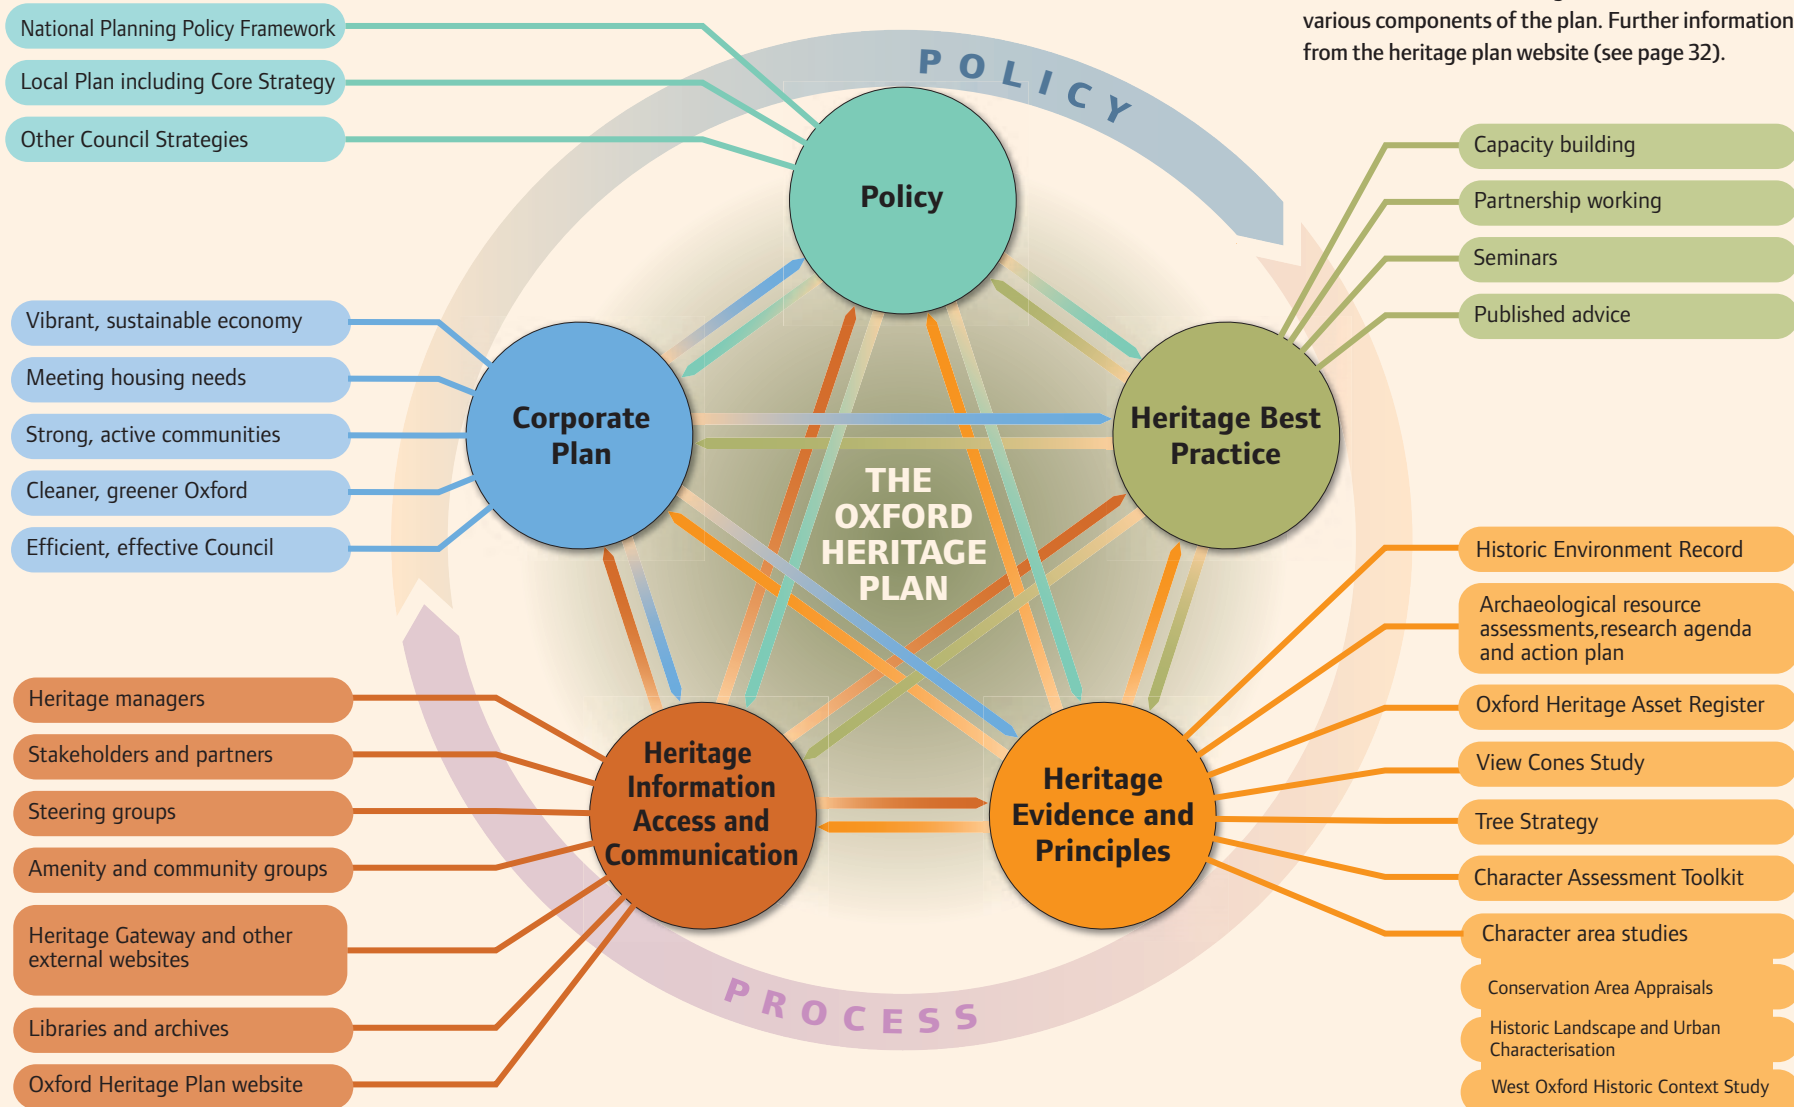 various components of the plan. Further information
from the heritage plan website (see page 32).
National Planning Policy Framework
Local Plan including Core Strategy
Other Council Strategies
POLICY
Policy
Capacity building
Partnership working
Seminars
Published advice
Vibrant, sustainable economy
Meeting housing needs
Strong, active communities
Cleaner, greener Oxford
Efficient, effective Council
Corporate
Plan
Heritage Best
Practice
THE
OXFORD
HERITAGE
PLAN
Heritage managers
Stakeholders and partners
Steering groups
Amenity and community groups
Heritage Gateway and other
external websites
Libraries and archives
Oxford Heritage Plan website
Heritage
Information
Access and
Communication
Heritage
Evidence and
Principles
Historic Environment Record
Archaeological resource
assessments,research agenda
and action plan
Oxford Heritage Asset Register
View Cones Study
Tree Strategy
Character Assessment Toolkit
Character area studies
Conservation Area Appraisals
Historic Landscape and Urban
Characterisation
West Oxford Historic Context Study
PROCESS